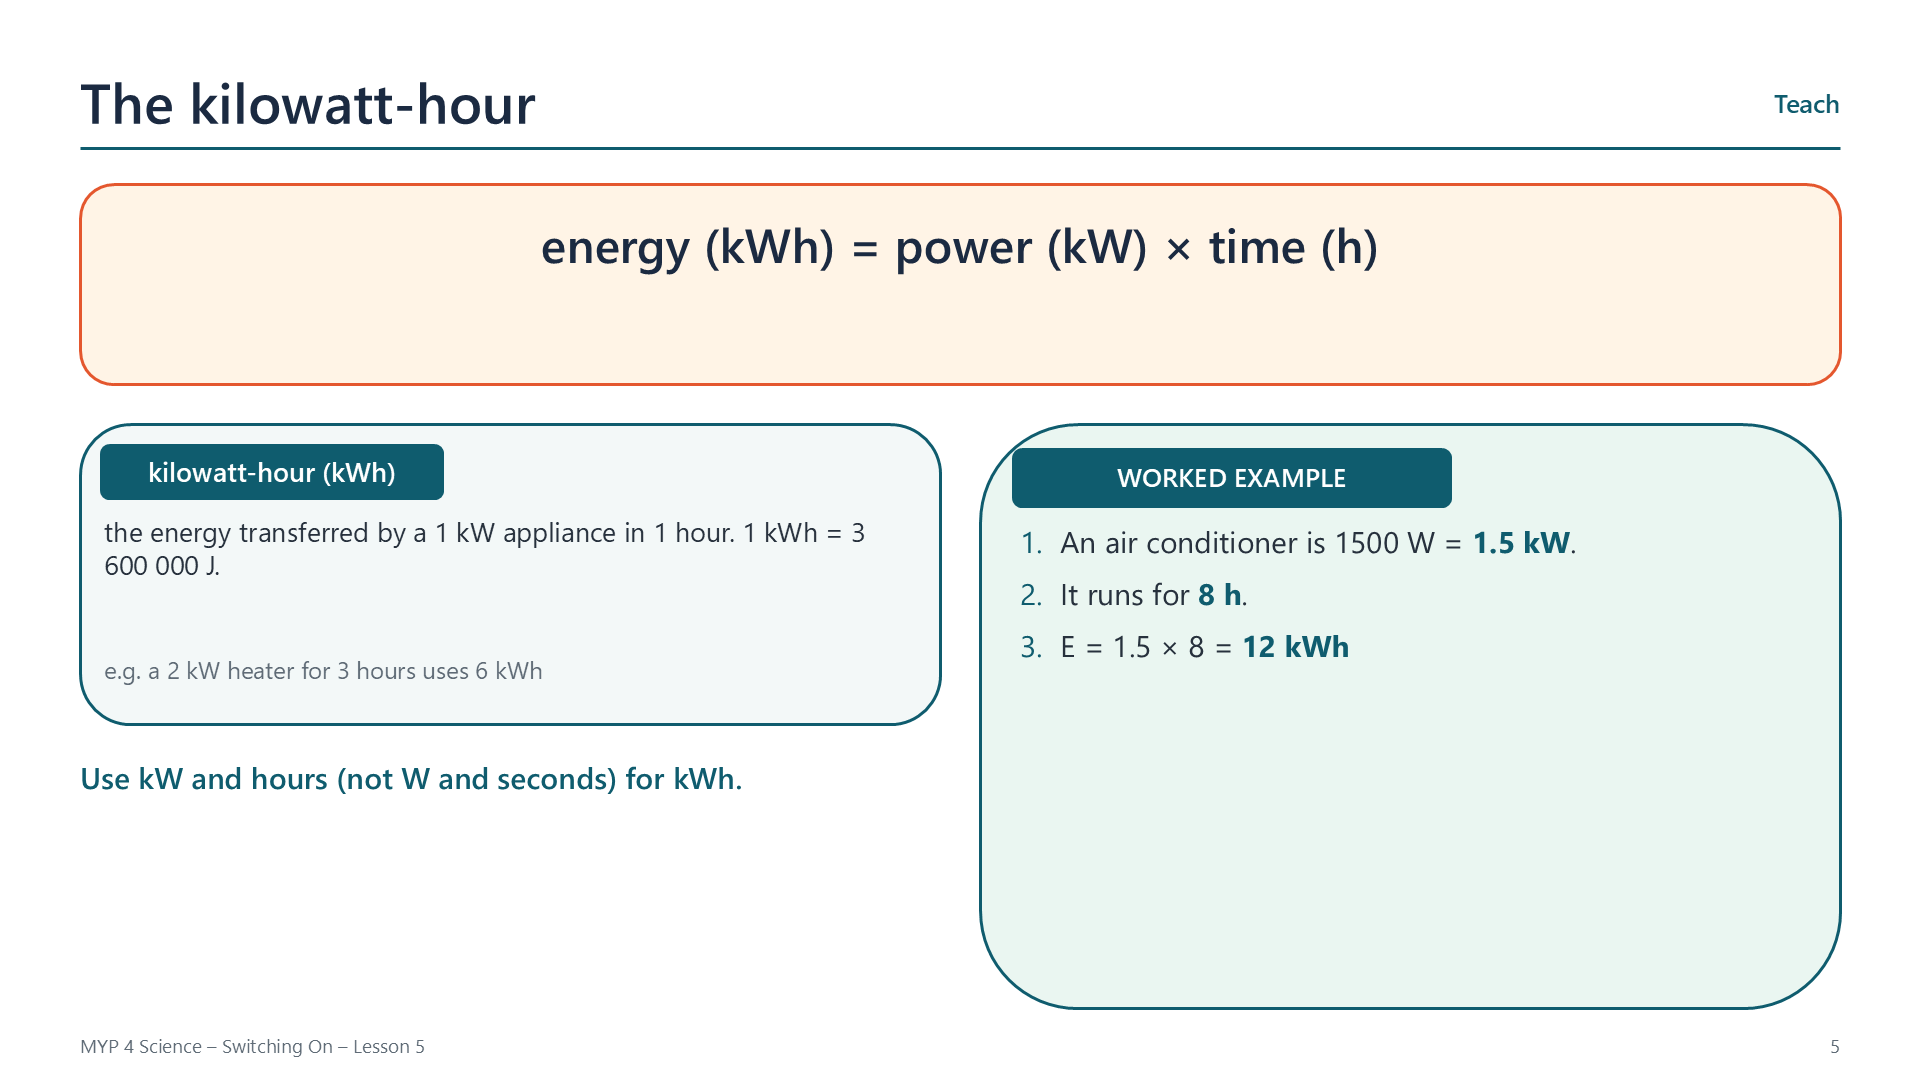 The kilowatt-hour
Teach
energy (kWh) = power (kW) × time (h)
kilowatt-hour (kWh)
the energy transferred by a 1 kW appliance in 1 hour. 1 kWh = 3
600 000 J.
e.g. a 2 kW heater for 3 hours uses 6 kWh
Use kW and hours (not W and seconds) for kWh.
WORKED EXAMPLE
1. An air conditioner is 1500 W = 1.5 kW.
2. It runs for 8 h.
3. E = 1.5 × 8 = 12 kWh
MYP 4 Science – Switching On – Lesson 5
5